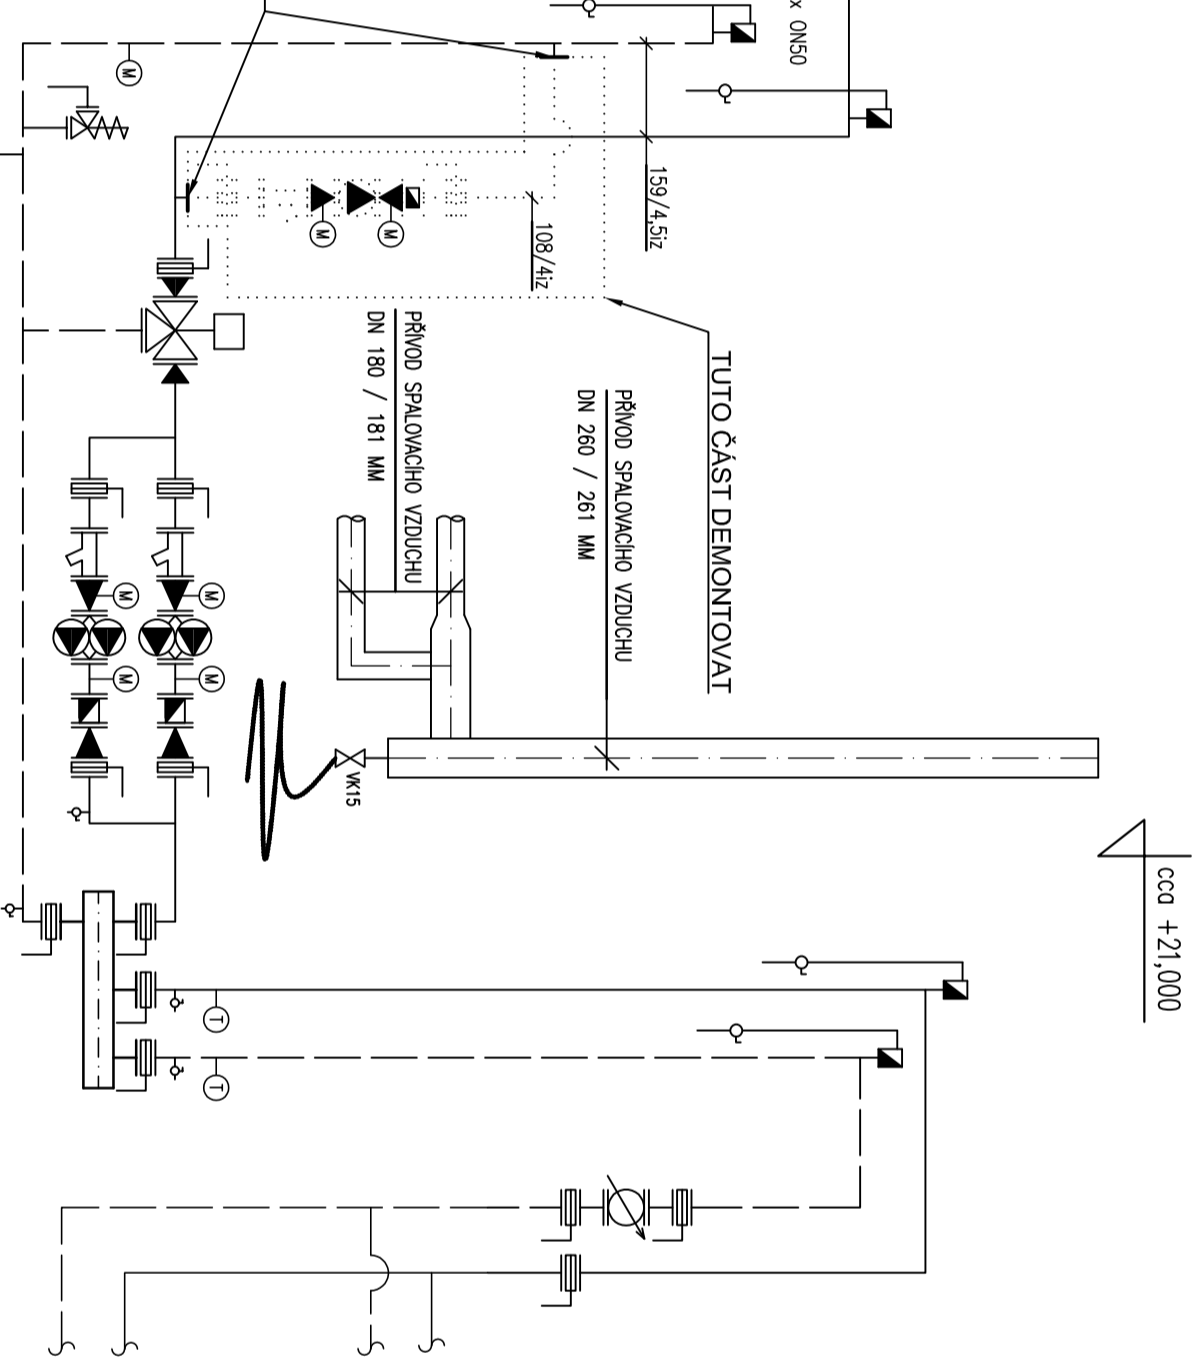 x ON50
159/4,5iz
108/4iz
TUTO ČÁST DEMONTOVAT
PŘÍVOD SPALOVACÍHO VZDUCHU
DN 260 / 261 MM
PŘÍVOD SPALOVACÍHO VZDUCHU
DN 180 / 181 MM
VK15
cca +21,000
M
M
M
M
M
M
M
T
T